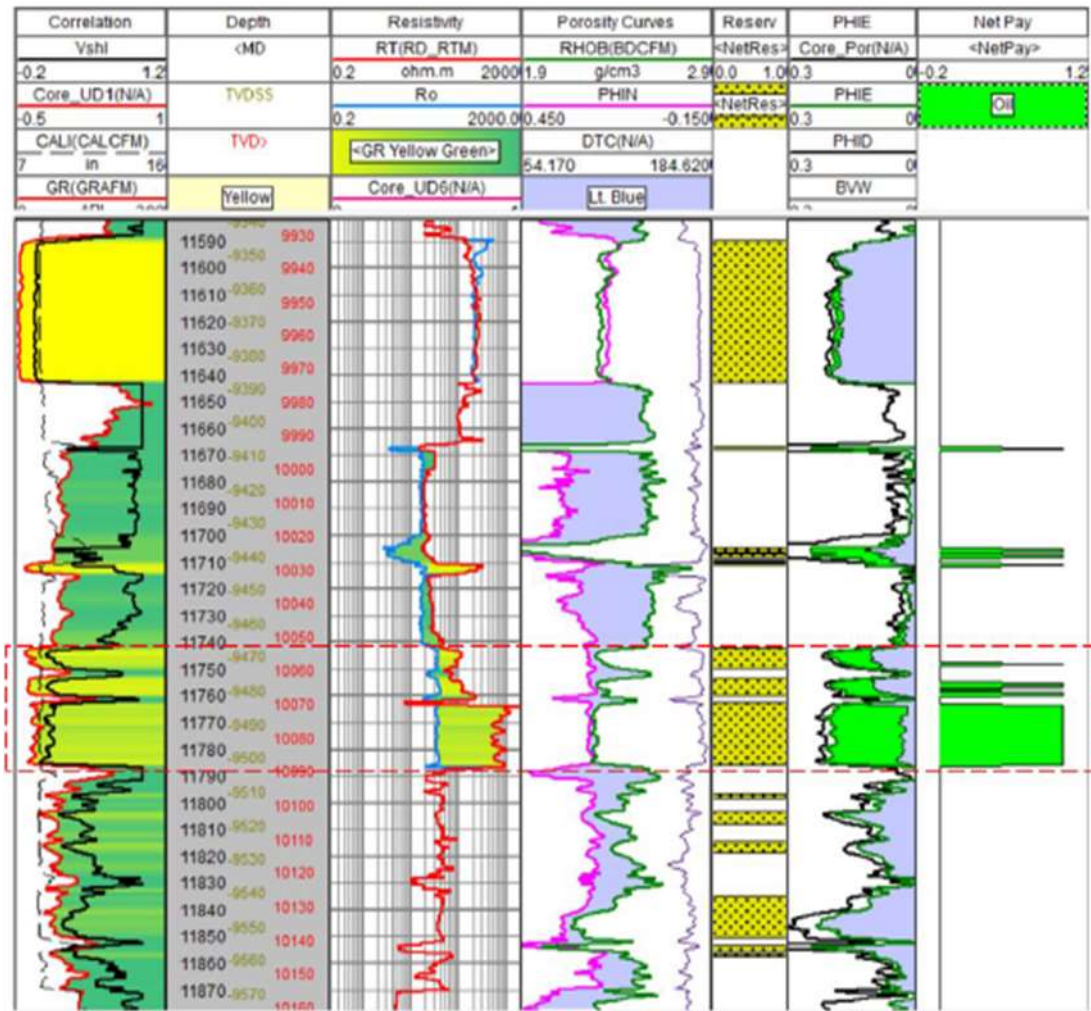 Correlation Depth Resistivity Porosity Curves Reserv PHIE Net Pay
Vshl <MD RT(RD_RTM) RHOB(BDCFM) <NetRes> Core_Por(N/A) <NetPay>
-0.2 1.2 0.2 ohm.m 2000 1.9 g/cm3 2.9 0.0 1.0 0.3 0 -0.2 1.2
Core_UD1(N/A) TVDSS Ro PHIN <NetRes> PHIE Oil
-0.5 1 0.2 2000.0 0.450 -0.150 0.3 0
CALI(CALCFM) TVD> <GR Yellow Green> DTC(N/A) PHID
7 in 16 54.170 184.620 0.3 0
GR(GRAFM) Yellow Core_UD6(N/A) Lt. Blue BVW
9930
11590 -9350
11600 9940
11610 -9360 9950
11620 -9370 9960
11630 -9380 9970
11640 -9390
11650 9980
11660 -9400 9990
11670 -9410 10000
11680 -9420 10010
11690 -9430
11700 10020
11710 -9440 10030
11720 -9450 10040
11730 -9460 10050
11740 -9470
11750 10060
11760 -9480 10070
11770 -9490 10080
11780 -9500 10090
11790 -9510
11800 10100
11810 -9520 10110
11820 -9530 10120
11830 -9540
11840 10130
11850 -9550 10140
11860 -9560 10150
11870 -9570 10160